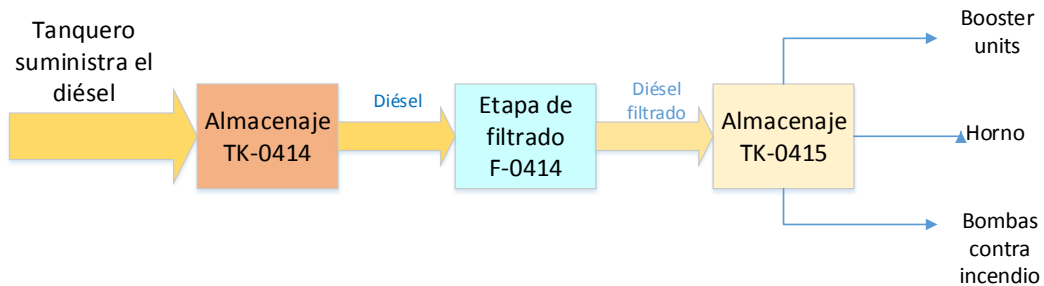 Tanquero
suministra el
diésel
Almacenaje
TK-0414
Diésel
Etapa de
filtrado
F-0414
Diésel
filtrado
Almacenaje
TK-0415
Booster
units
Horno
Bombas
contra
incendio